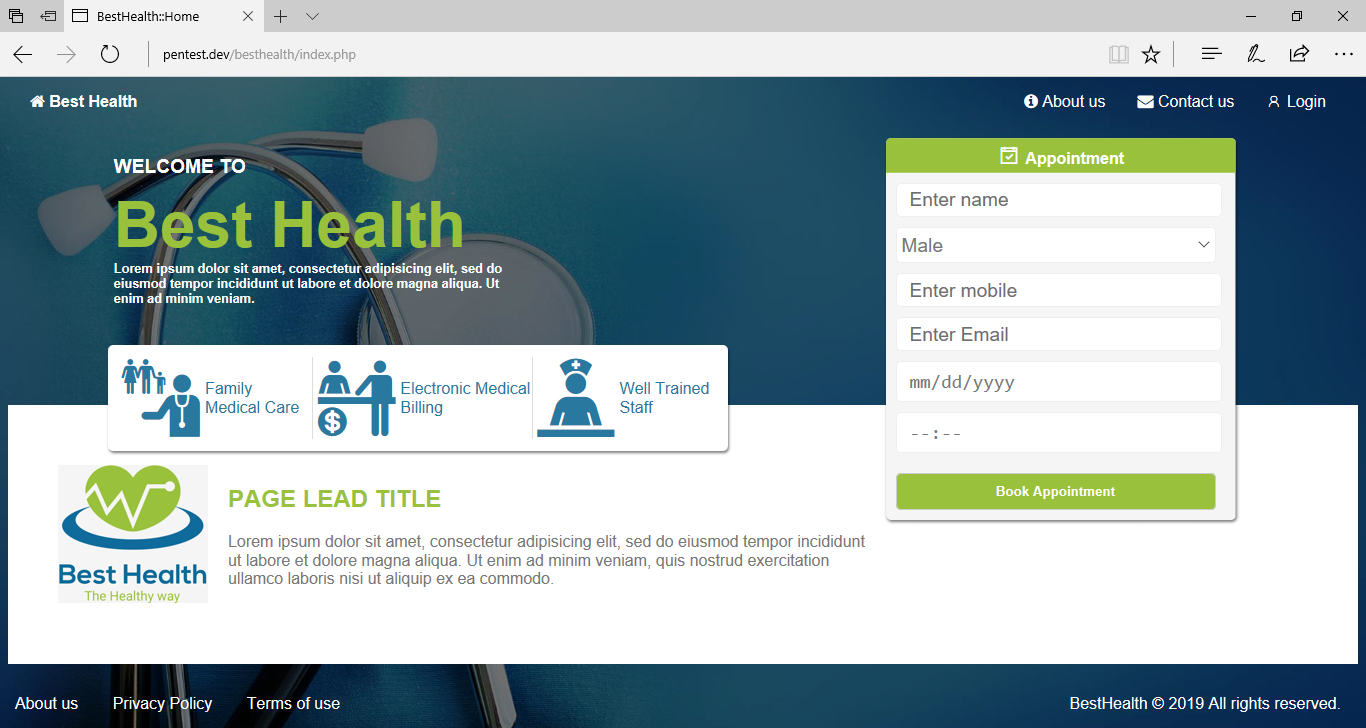 BestHealth::Home
pentest.dev/besthealth/index.php
Best Health
About us
Contact us
Login
WELCOME TO
Best Health
Lorem ipsum dolor sit amet, consectetur adipisicing elit, sed do
eiusmod tempor incididunt ut labore et dolore magna aliqua. Ut
enim ad minim veniam.
Family
Medical Care
Electronic Medical
Billing
Well Trained
Staff
Appointment
Enter name
Male
Enter mobile
Enter Email
mm/dd/yyyy
--:--
Book Appointment
Best Health
The Healthy way
PAGE LEAD TITLE
Lorem ipsum dolor sit amet, consectetur adipisicing elit, sed do eiusmod tempor incididunt
ut labore et dolore magna aliqua. Ut enim ad minim veniam, quis nostrud exercitation
ullamco laboris nisi ut aliquip ex ea commodo.
About us
Privacy Policy
Terms of use
BestHealth © 2019 All rights reserved.